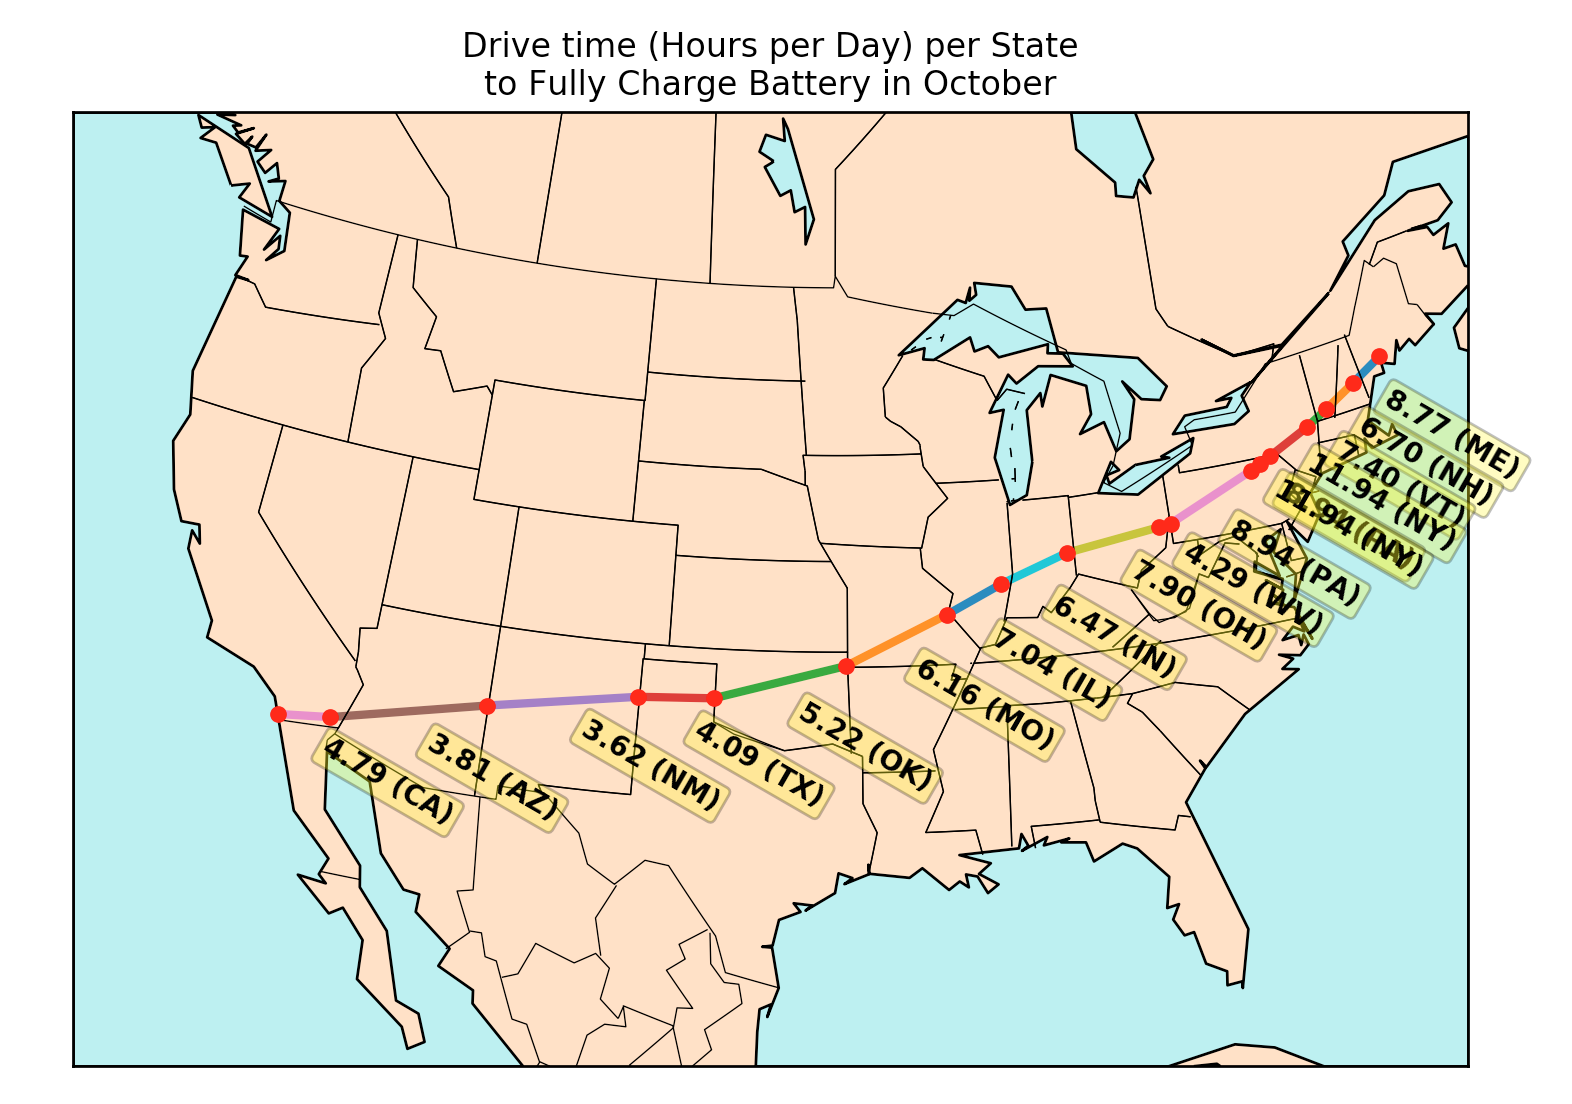 Drive time (Hours per Day) per State
to Fully Charge Battery in October
8.77 (ME)
6.70 (NH)
7.40 (VT)
11.94 (NY)
11.94 (NY)
8.94 (PA)
4.29 (WV)
7.90 (OH)
6.47 (IN)
7.04 (IL)
6.16 (MO)
5.22 (OK)
4.09 (TX)
3.62 (NM)
3.81 (AZ)
4.79 (CA)